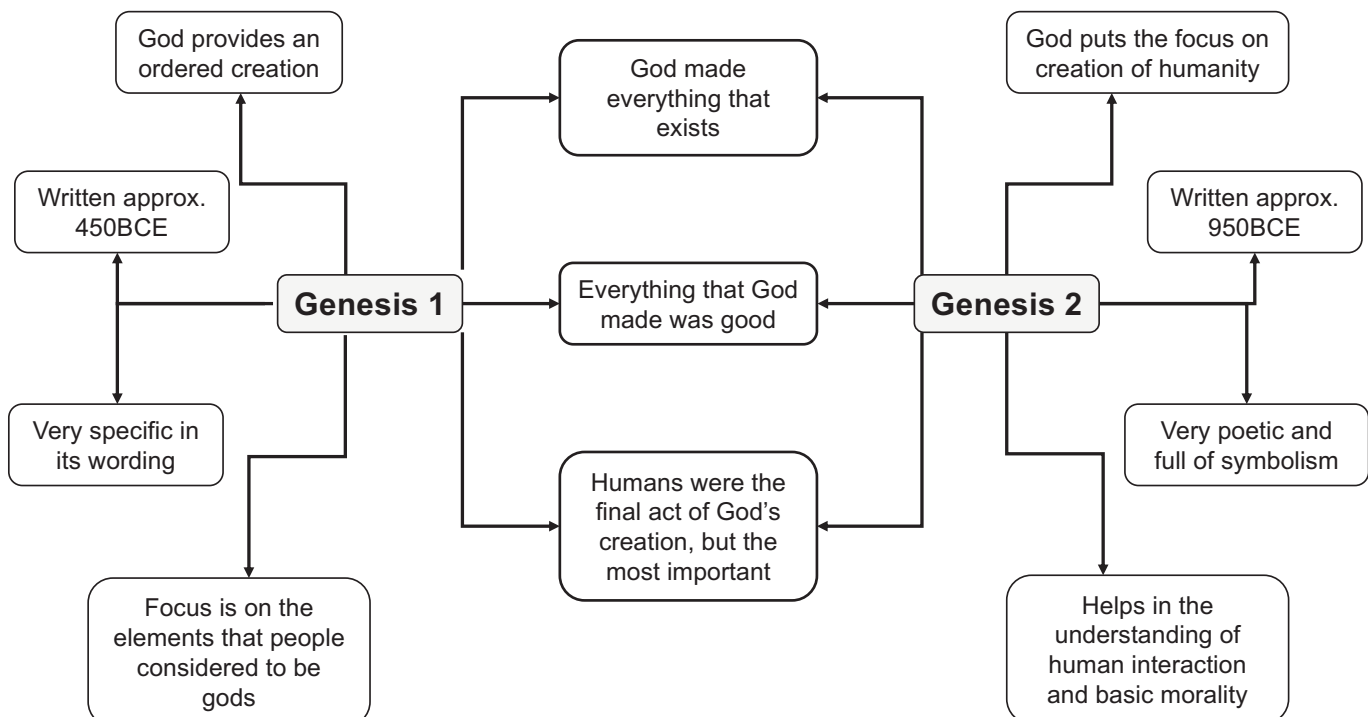 God provides an
ordered creation
God made
everything that
exists
God puts the focus on
creation of humanity
Written approx.
450BCE
Written approx.
950BCE
Genesis 1
Everything that God
made was good
Genesis 2
Very specific in
its wording
Very poetic and
full of symbolism
Humans were the
final act of God’s
creation, but the
most important
Focus is on the
elements that people
considered to be
gods
Helps in the
understanding of
human interaction
and basic morality